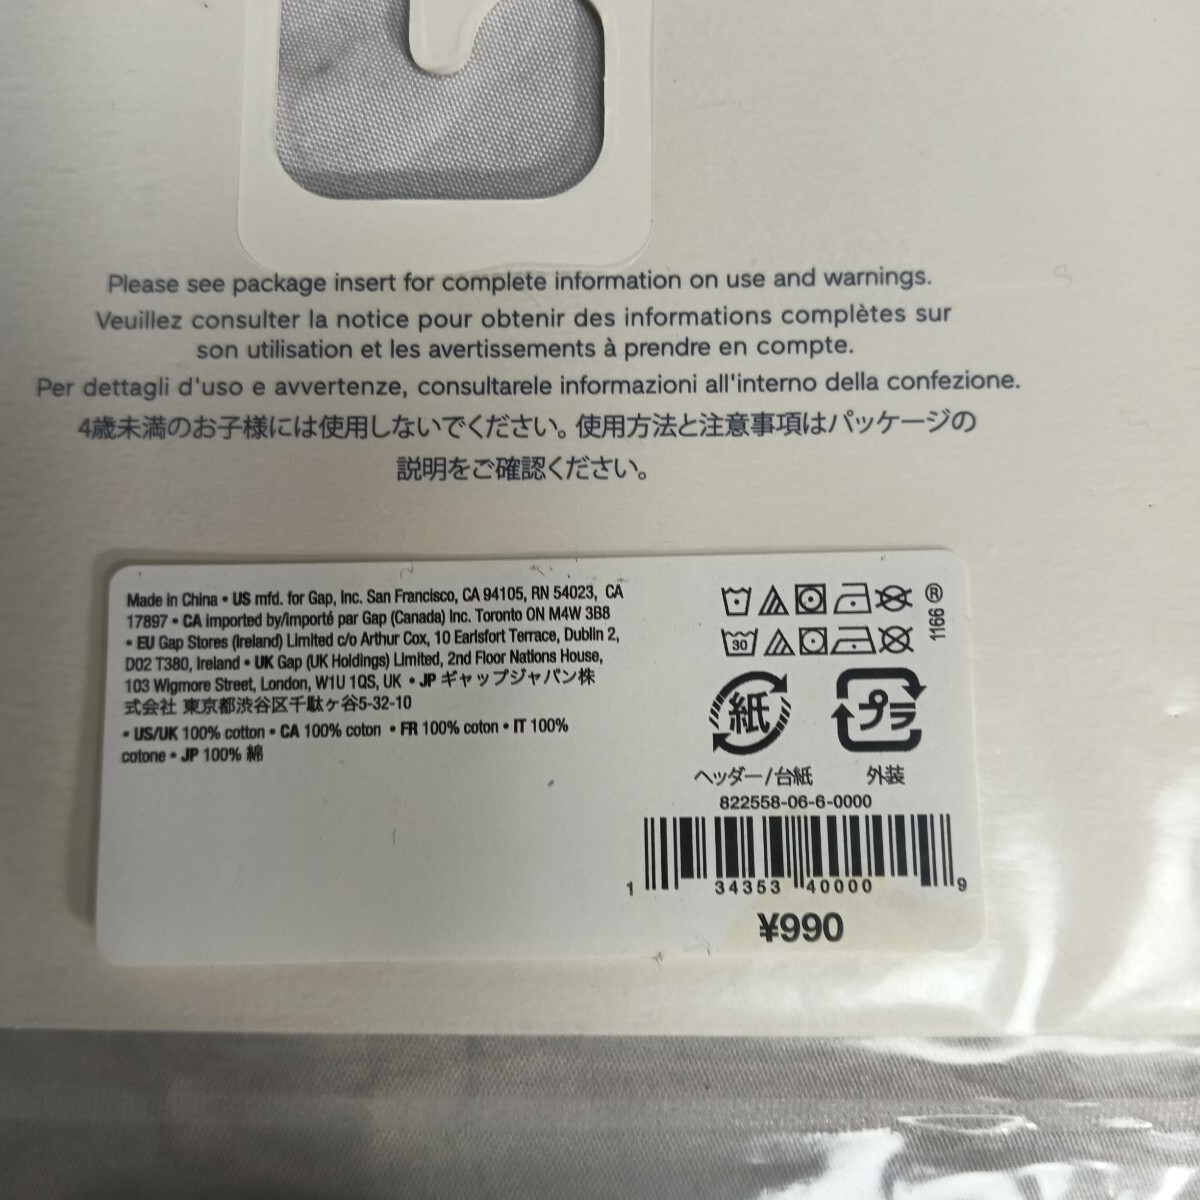 Please see package insert for complete information on use and warnings.
Veuillez consulter la notice pour obtenir des informations complètes sur
son utilisation et les avertissements à prendre en compte.
Per dettagli d'uso e avvertenze, consultarele informazioni all'interno della confezione.
4歳未満のお子様には使用しないでください。使用方法と注意事項はパッケージの
説明をご確認ください。
Made in China • US mfd. for Gap, Inc. San Francisco, CA 94105, RN 54023, CA
17897 • CA imported by/importé par Gap (Canada) Inc. Toronto ON M4W 3B8
• EU Gap Stores (Ireland) Limited c/o Arthur Cox, 10 Earlsfort Terrace, Dublin 2,
D02 T380, Ireland • UK Gap (UK Holdings) Limited, 2nd Floor Nations House,
103 Wigmore Street, London, W1U 1QS, UK • JP ギャップジャパン株
式会社 東京都渋谷区千駄ヶ谷5-32-10
• US/UK 100% cotton • CA 100% coton • FR 100% coton • IT 100%
cotone • JP 100% 綿
30
1166 ®
紙
プラ
ヘッダー/台紙
外装
822558-06-6-0000
1 34353 40000 9
¥990